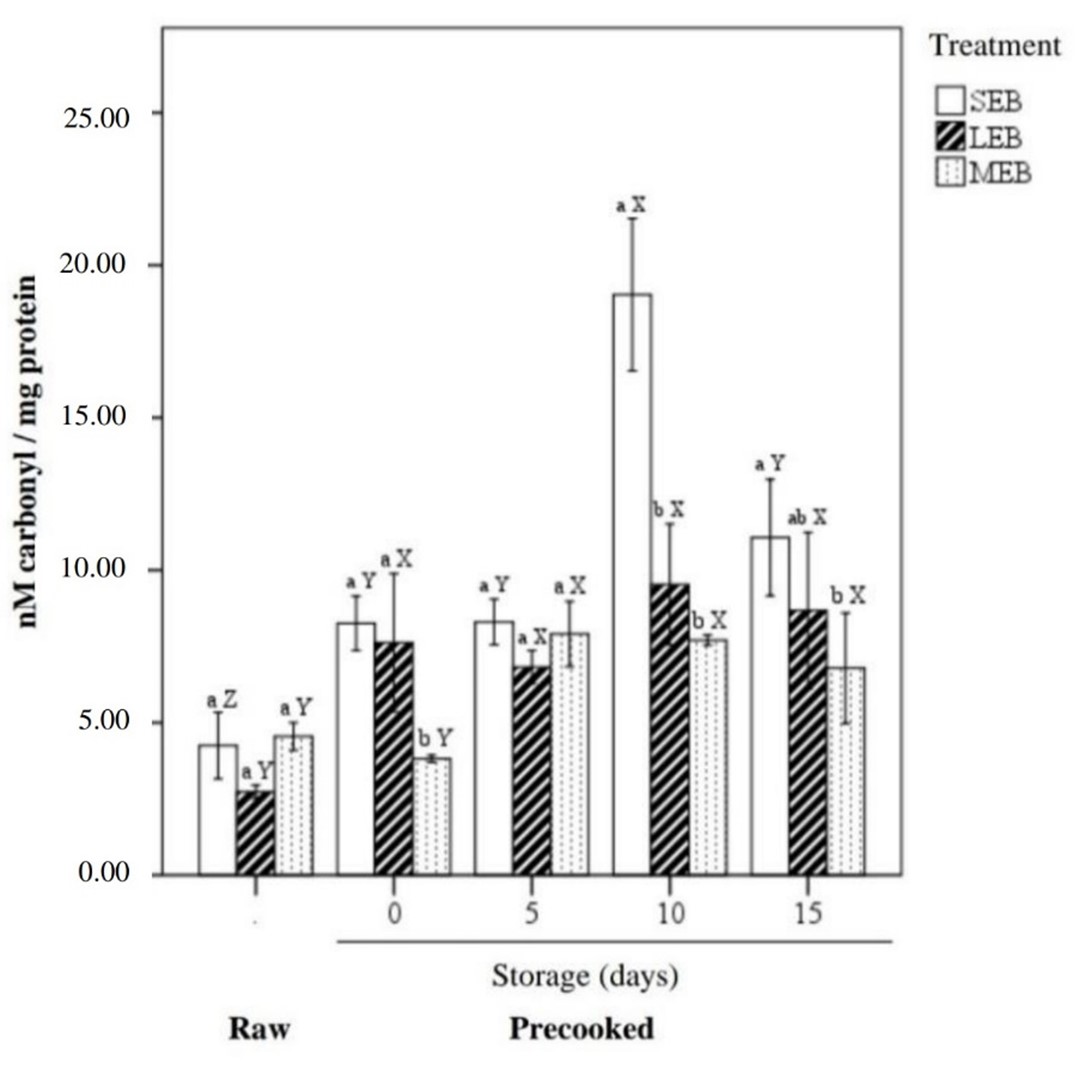 Treatment
SEB
LEB
MEB
nM carbonyl / mg protein
25.00
20.00
15.00
10.00
5.00
0.00
a Z
a Y
a Y
a Y
a X
b Y
a Y
a X
a X
a X
b X
b X
a Y
ab X
b X
. 0 5 10 15
Storage (days)
Raw Precooked